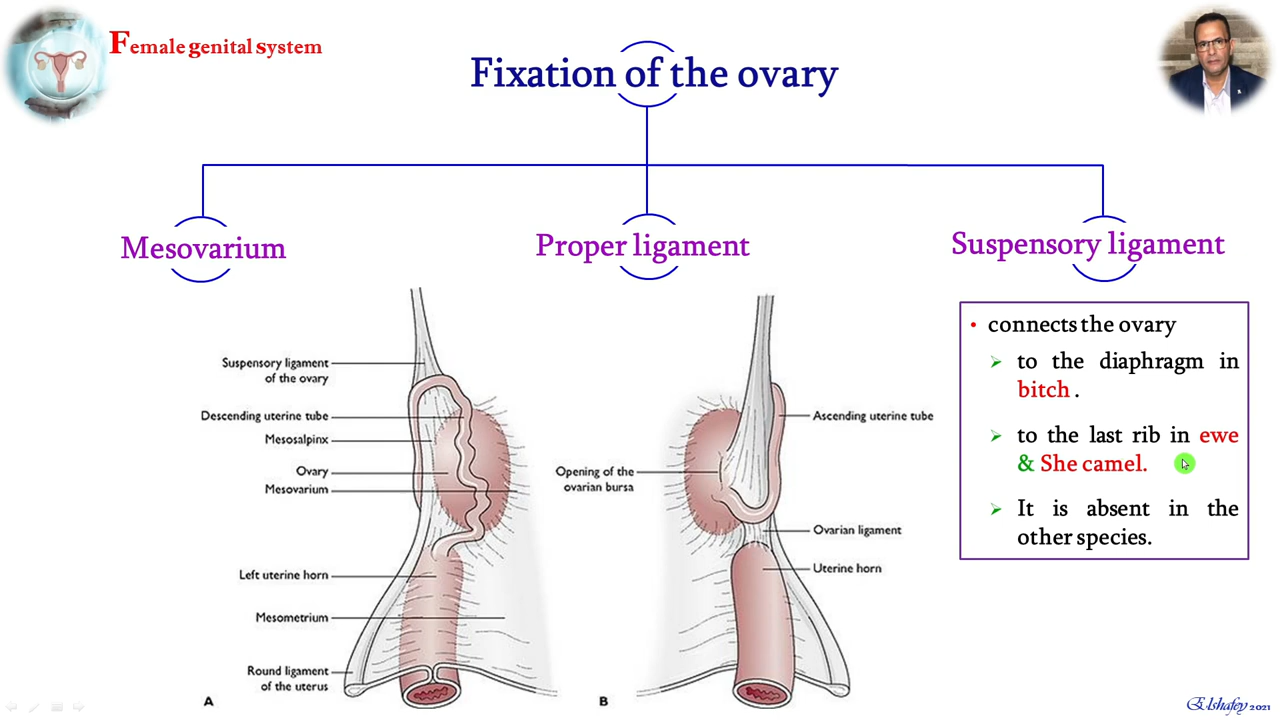 Female genital system
Fixation of the ovary
Mesovarium
Proper ligament
Suspensory ligament
Suspensory ligament
of the ovary
Descending uterine tube
Mesosalpinx
Ovary
Mesovarium
Left uterine horn
Mesometrium
Round ligament
of the uterus
A
Ascending uterine tube
Opening of the
ovarian bursa
Ovarian ligament
Uterine horn
B
• connects the ovary
➢ to the diaphragm in
bitch .
➢ to the last rib in ewe
& She camel.
➢ It is absent in the
other species.
Elshafey 2021